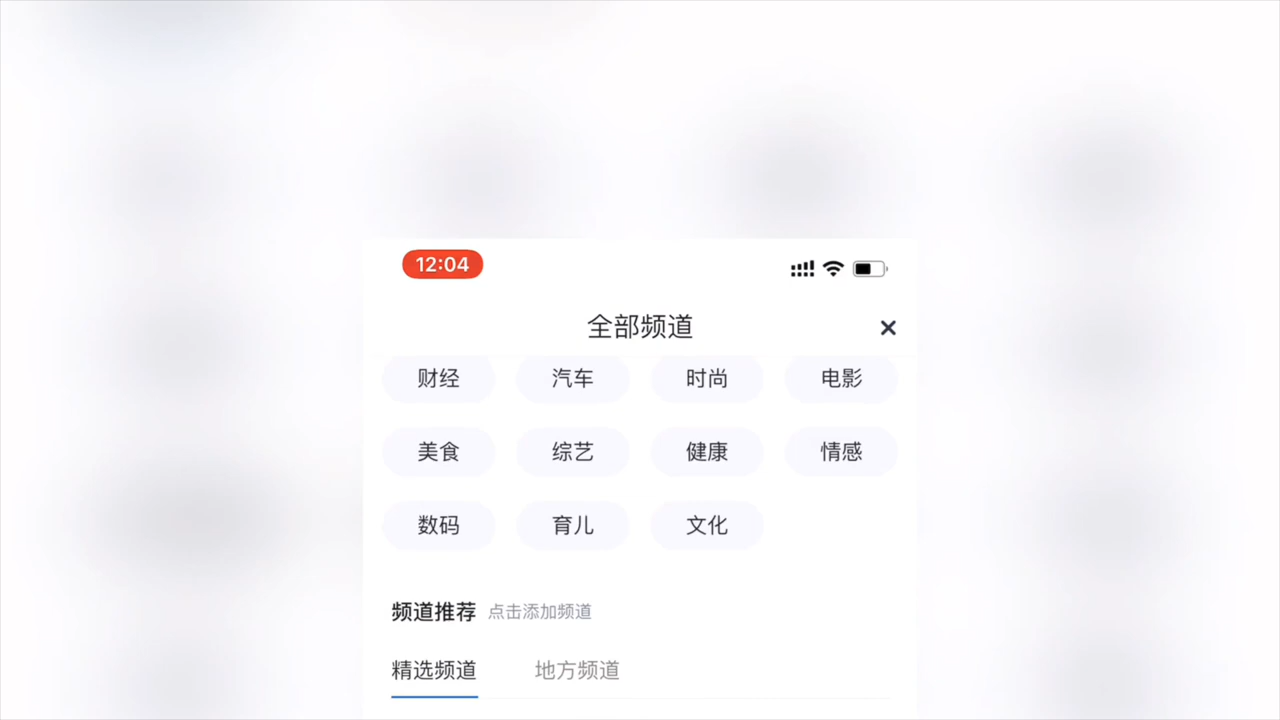 12:04
全部频道
财经 汽车 时尚 电影
美食 综艺 健康 情感
数码 育儿 文化
频道推荐 点击添加频道
精选频道 地方频道